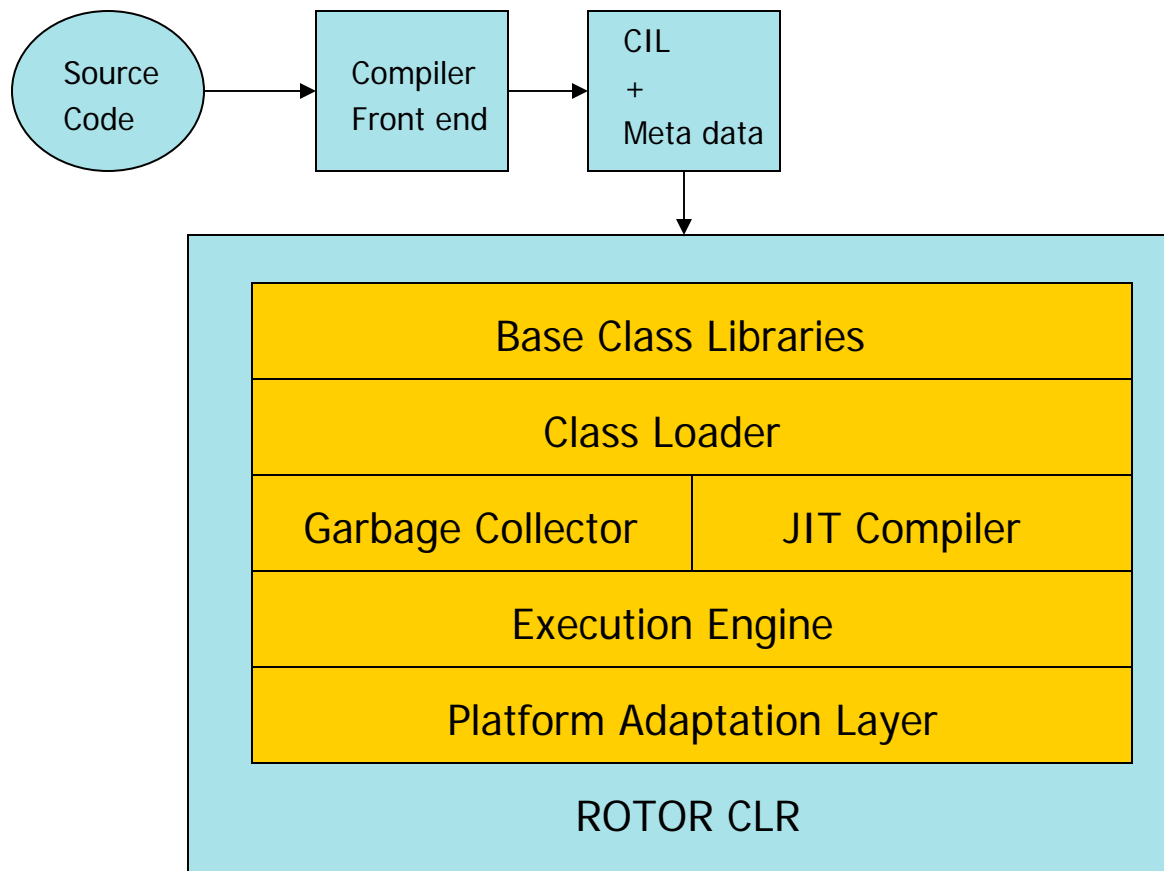 Source
Code
Compiler
Front end
CIL
+
Meta data
Base Class Libraries
Class Loader
Garbage Collector
JIT Compiler
Execution Engine
Platform Adaptation Layer
ROTOR CLR